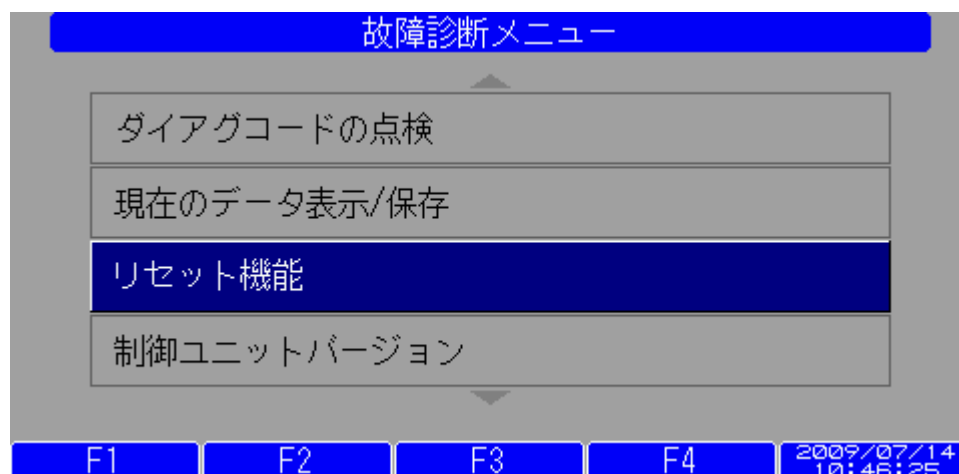 故障診断メニュー
ダイアグコードの点検
現在のデータ表示/保存
リセット機能
制御ユニットバージョン
F1 F2 F3 F4 2009/07/14
10:46:25